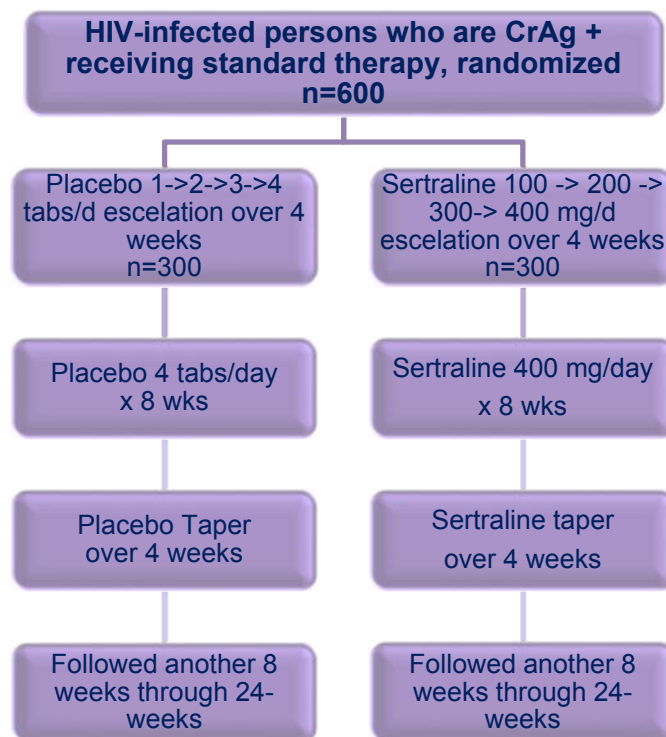 HIV-infected persons who are CrAg +
receiving standard therapy, randomized
n=600
Placebo 1->2->3->4
tabs/d escelation over 4
weeks
n=300
Sertraline 100 -> 200 ->
300-> 400 mg/d
escelation over 4 weeks
n=300
Placebo 4 tabs/day
x 8 wks
Sertraline 400 mg/day
x 8 wks
Placebo Taper
over 4 weeks
Sertraline taper
over 4 weeks
Followed another 8
weeks through 24-
weeks
Followed another 8
weeks through 24-
weeks